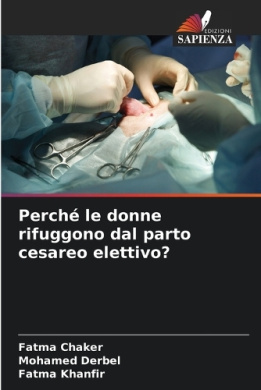 EDIZIONI
SAPIENZA
Perché le donne
rifuggono dal parto
cesareo elettivo?
Fatma Chaker
Mohamed Derbel
Fatma Khanfir